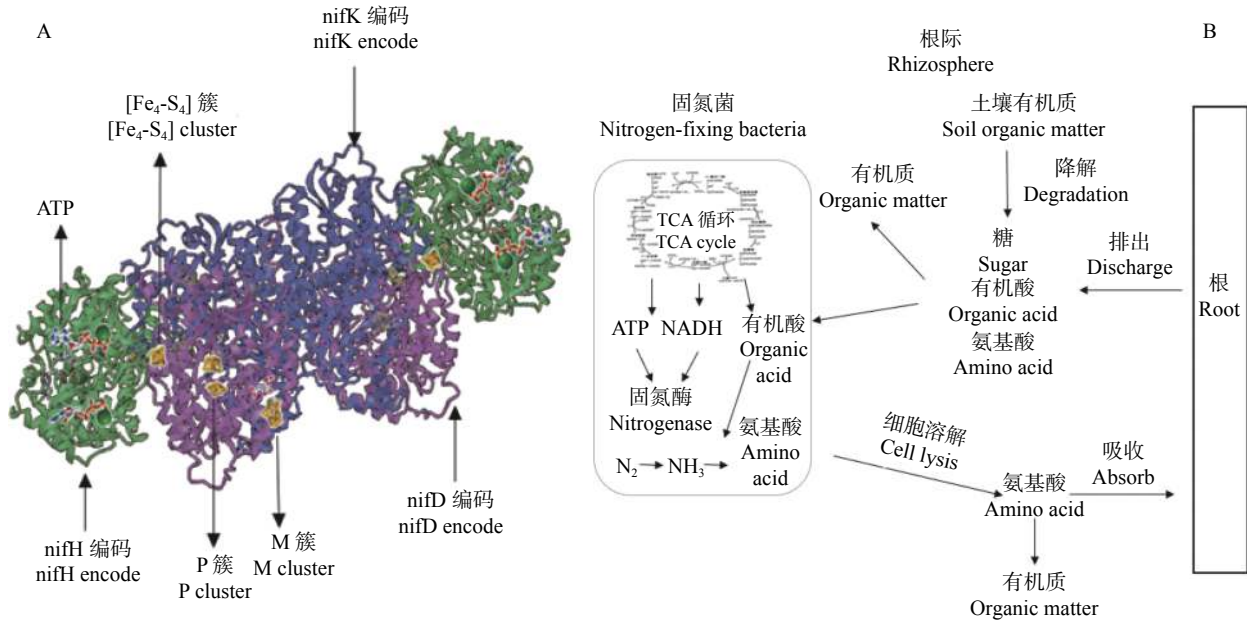 A
nifK 编码
nifK encode
[Fe₄-S₄] 簇
[Fe₄-S₄] cluster
ATP
nifH 编码
nifH encode
P 簇
P cluster
M 簇
M cluster
nifD 编码
nifD encode
B
根际
Rhizosphere
固氮菌
Nitrogen-fixing bacteria
土壤有机质
Soil organic matter
有机质
Organic matter
降解
Degradation
TCA 循环
TCA cycle
糖
Sugar
有机酸
Organic acid
氨基酸
Amino acid
排出
Discharge
根
Root
ATP
NADH
有机酸
Organic
acid
固氮酶
Nitrogenase
氨基酸
Amino
acid
N₂
NH₃
细胞溶解
Cell lysis
氨基酸
Amino acid
吸收
Absorb
有机质
Organic matter